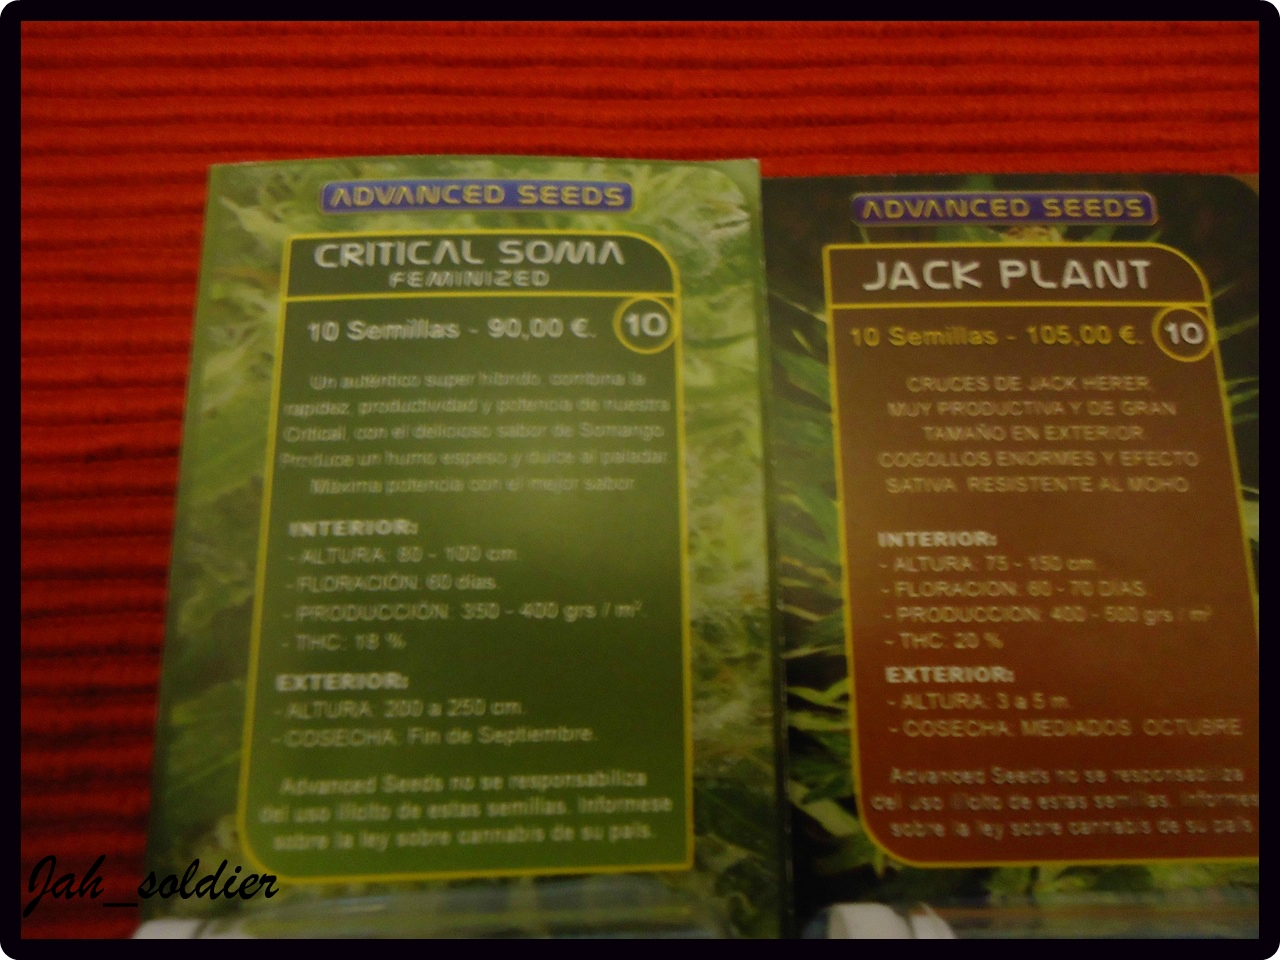 ADVANCED SEEDS
CRITICAL SOMA
FEMINIZED
10 Semillas - 90,00 €.
10
Un auténtico super híbrido, combina la
rapidez, productividad y potencia de nuestra
Critical, con el delicioso sabor de Somango
Produce un humo espeso y dulce al paladar
Máxima potencia con el mejor sabor
INTERIOR:
- ALTURA: 80 - 100 cm.
- FLORACIÓN: 60 días.
- PRODUCCIÓN: 350 - 400 grs / m².
- THC: 18 %
EXTERIOR:
- ALTURA: 200 a 250 cm.
- COSECHA: Fin de Septiembre.
Advanced Seeds no se responsabiliza
del uso ilícito de estas semillas. Infórmese
sobre la ley sobre cannabis de su país.
ADVANCED SEEDS
JACK PLANT
10 Semillas - 105,00 €.
10
CRUCES DE JACK HERER,
MUY PRODUCTIVA Y DE GRAN
TAMAÑO EN EXTERIOR.
COGOLLOS ENORMES Y EFECTO
SATIVA. RESISTENTE AL MOHO
INTERIOR:
- ALTURA: 75 - 150 cm.
- FLORACION: 60 - 70 DÍAS.
- PRODUCCION: 400 - 500 grs / m²
- THC: 20 %
EXTERIOR:
- ALTURA: 3 a 5 m.
- COSECHA: MEDIADOS OCTUBRE
Advanced Seeds no se responsabiliza
del uso ilícito de estas semillas. Infórmese
sobre la ley sobre cannabis de su país
Jah_soldier